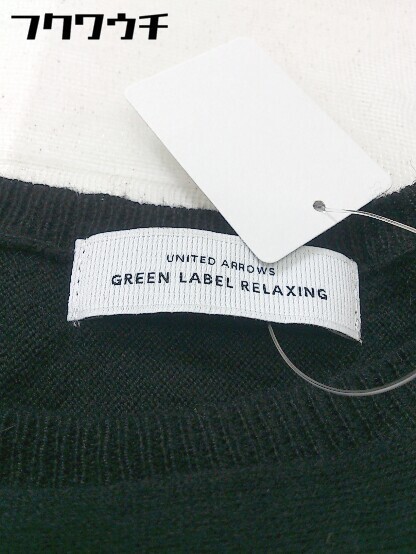 フクワウチ
UNITED ARROWS
GREEN LABEL RELAXING